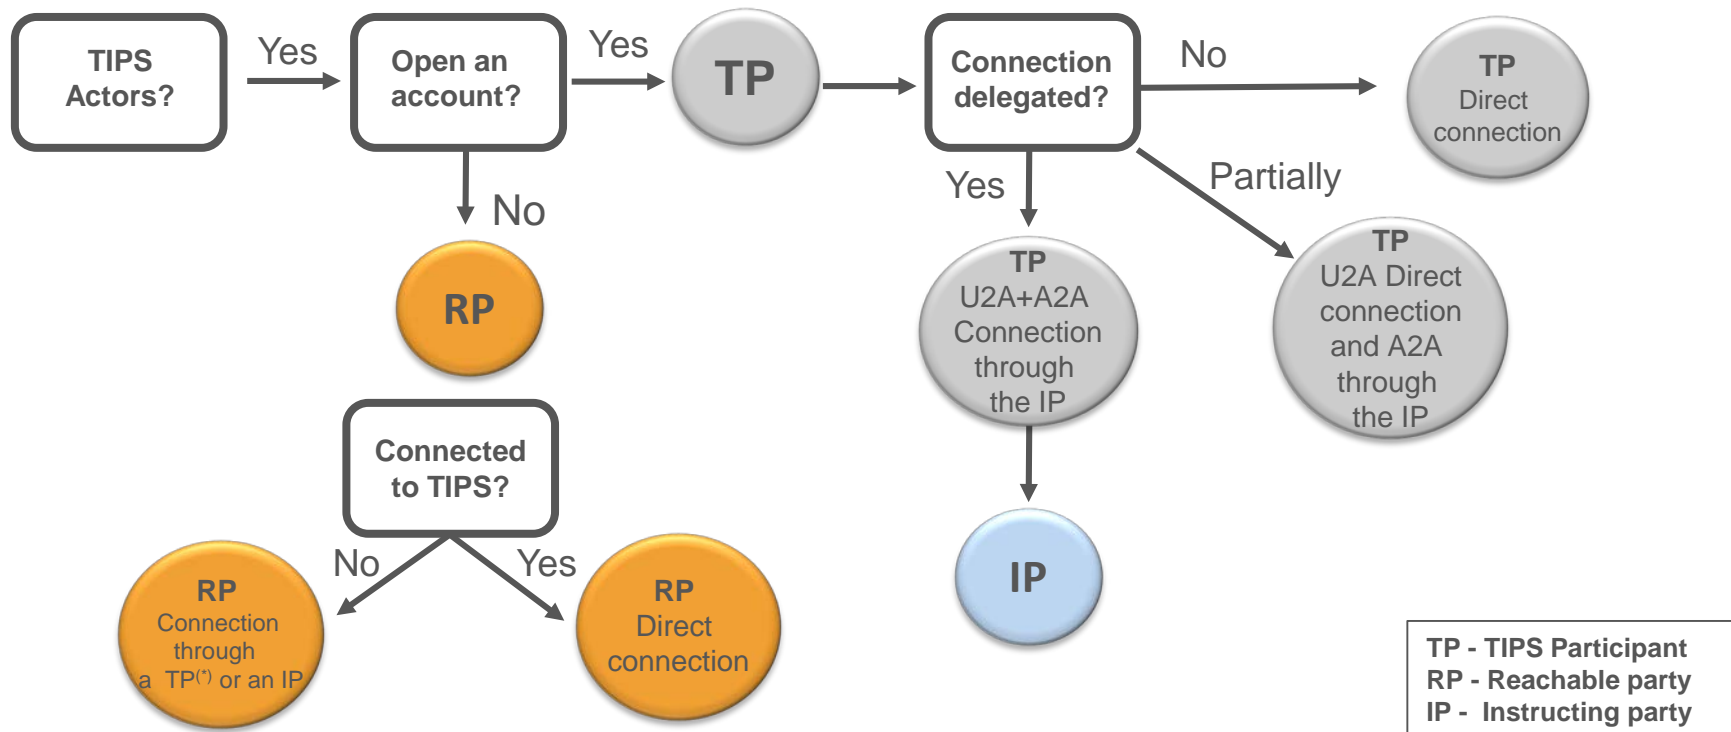 TIPS
Actors?
Yes
Open an
account?
Yes
TP
Connection
delegated?
No
TP
Direct
connection
No
Yes
Partially
RP
TP
U2A+A2A
Connection
through
the IP
TP
U2A Direct
connection
and A2A
through
the IP
Connected
to TIPS?
No
Yes
RP
Connection
through
a TP(*) or an IP
RP
Direct
connection
IP
TP - TIPS Participant
RP - Reachable party
IP - Instructing party